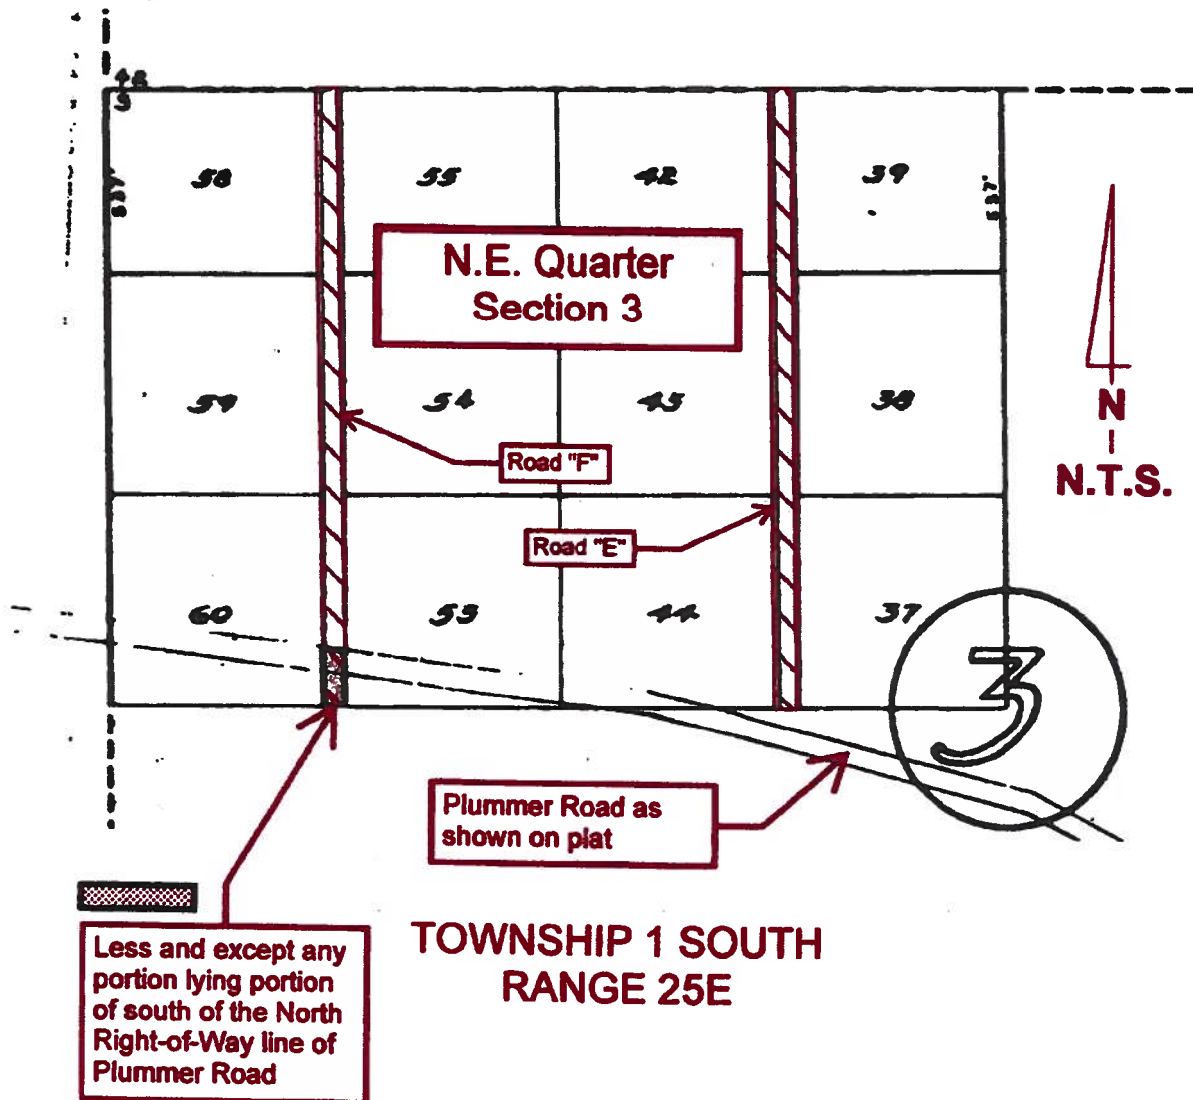 58 55 42 39
537' 537'
N.E. Quarter
Section 3
59 54 43 38
N
N.T.S.
Road "F"
Road "E"
60 53 44 37
3
Plummer Road as
shown on plat
Less and except any
portion lying portion
of south of the North
Right-of-Way line of
Plummer Road
TOWNSHIP 1 SOUTH
RANGE 25E